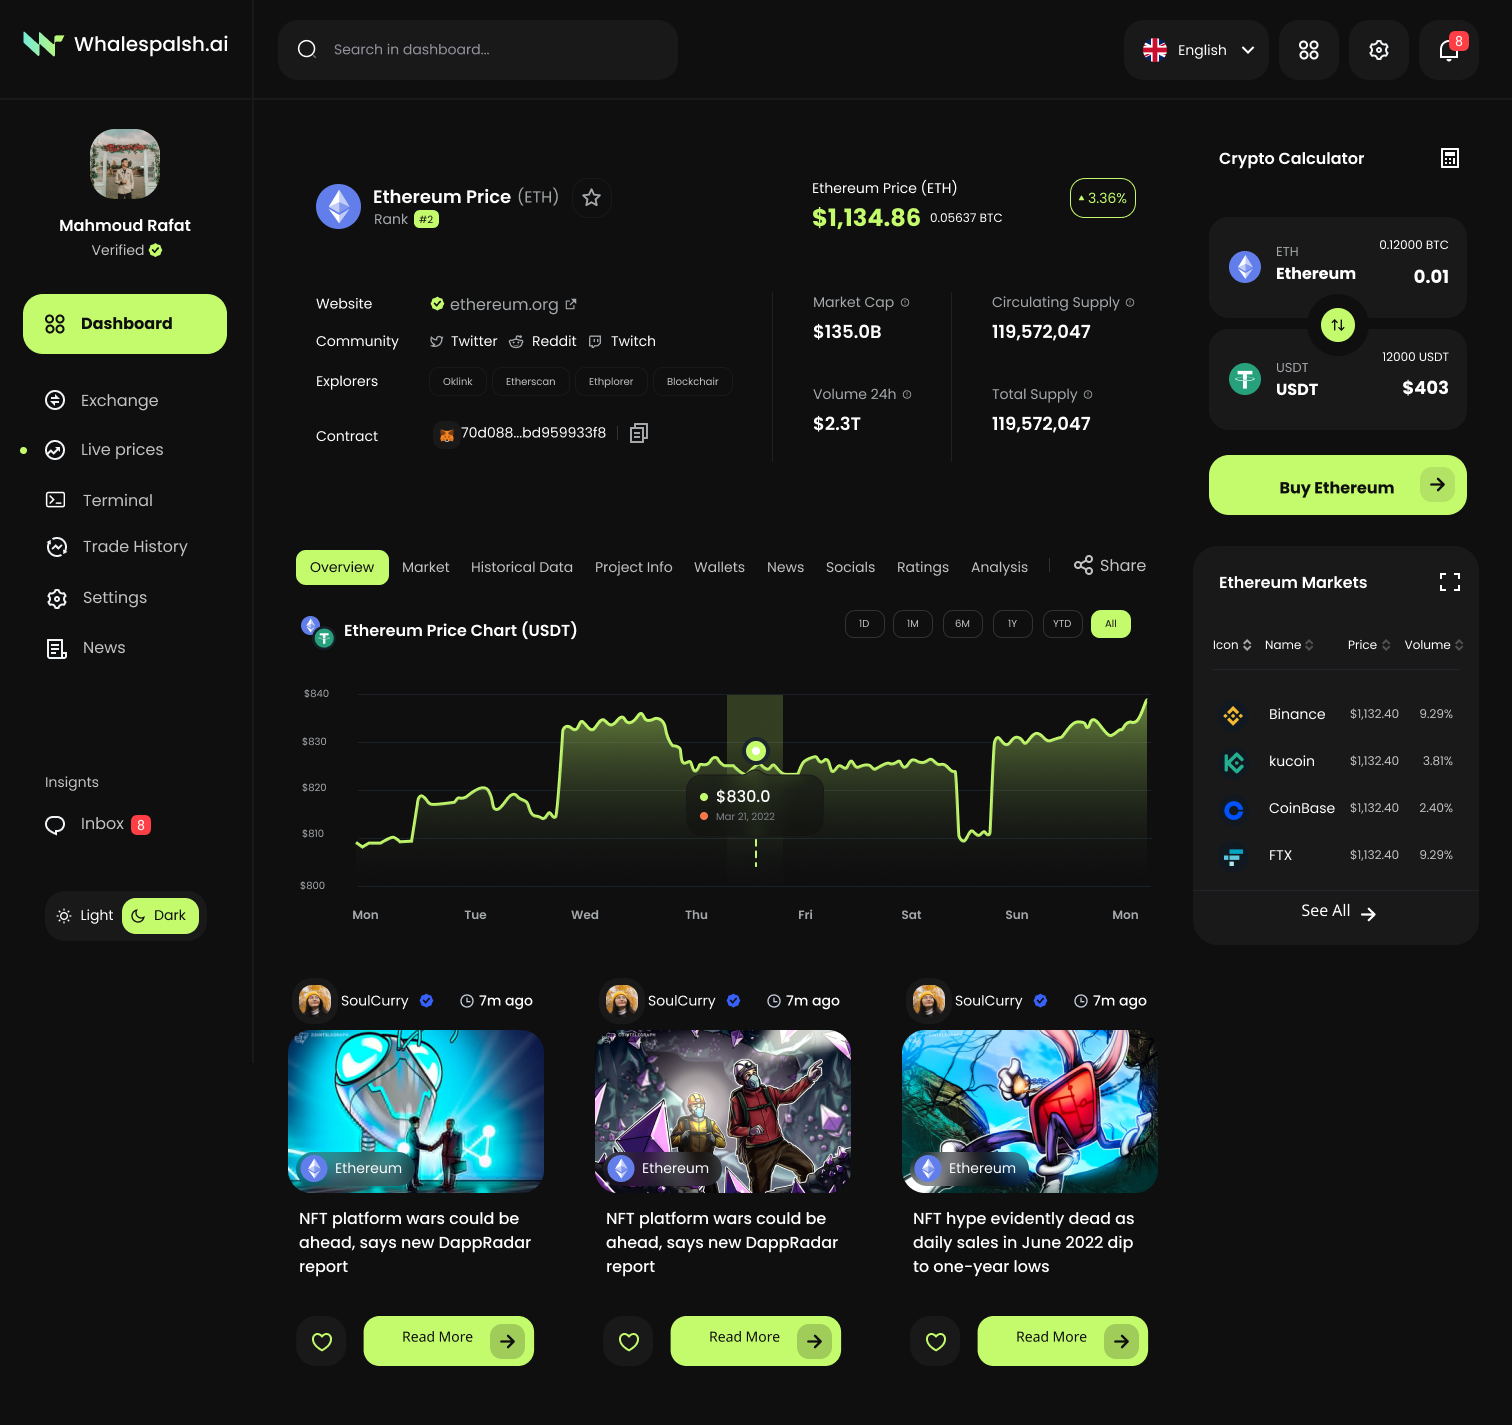 Whalespalsh.ai
Search in dashboard...
English
8
Mahmoud Rafat
Verified
Dashboard
Exchange
Live prices
Terminal
Trade History
Settings
News
Insignts
Inbox 8
Light Dark
Ethereum Price (ETH)
Rank #2
Ethereum Price (ETH)
$1,134.86 0.05637 BTC
3.36%
Website ethereum.org
Community Twitter Reddit Twitch
Explorers Oklink Etherscan Ethplorer Blockchair
Contract 70d088...bd959933f8
Market Cap
$135.0B
Circulating Supply
119,572,047
Volume 24h
$2.3T
Total Supply
119,572,047
Crypto Calculator
ETH
Ethereum
0.12000 BTC
0.01
USDT
USDT
12000 USDT
$403
Buy Ethereum
Overview Market Historical Data Project Info Wallets News Socials Ratings Analysis Share
Ethereum Price Chart (USDT)
1D 1M 6M 1Y YTD All
$840
$830
$820
$810
$800
$830.0
Mar 21, 2022
Mon Tue Wed Thu Fri Sat Sun Mon
Ethereum Markets
Icon Name Price Volume
Binance $1,132.40 9.29%
kucoin $1,132.40 3.81%
CoinBase $1,132.40 2.40%
FTX $1,132.40 9.29%
See All
SoulCurry 7m ago
COINTELEGRAPH
Ethereum
NFT platform wars could be
ahead, says new DappRadar
report
Read More
SoulCurry 7m ago
COINTELEGRAPH
Ethereum
NFT platform wars could be
ahead, says new DappRadar
report
Read More
SoulCurry 7m ago
Ethereum
NFT hype evidently dead as
daily sales in June 2022 dip
to one-year lows
Read More